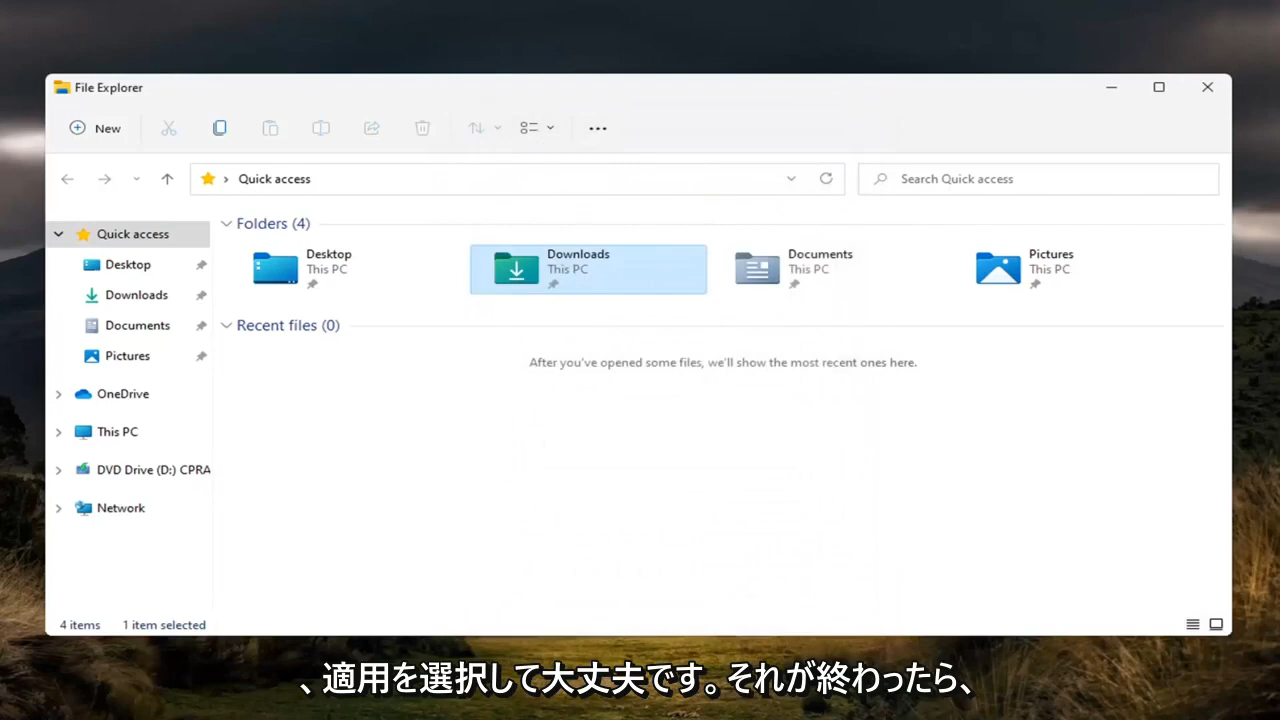 File Explorer
New
Quick access
Search Quick access
Quick access
Desktop
Downloads
Documents
Pictures
OneDrive
This PC
DVD Drive (D:) CPRA
Network
Folders (4)
Desktop
This PC
Downloads
This PC
Documents
This PC
Pictures
This PC
Recent files (0)
After you've opened some files, we'll show the most recent ones here.
4 items 1 item selected
、適用を選択して大丈夫です。それが終わったら、